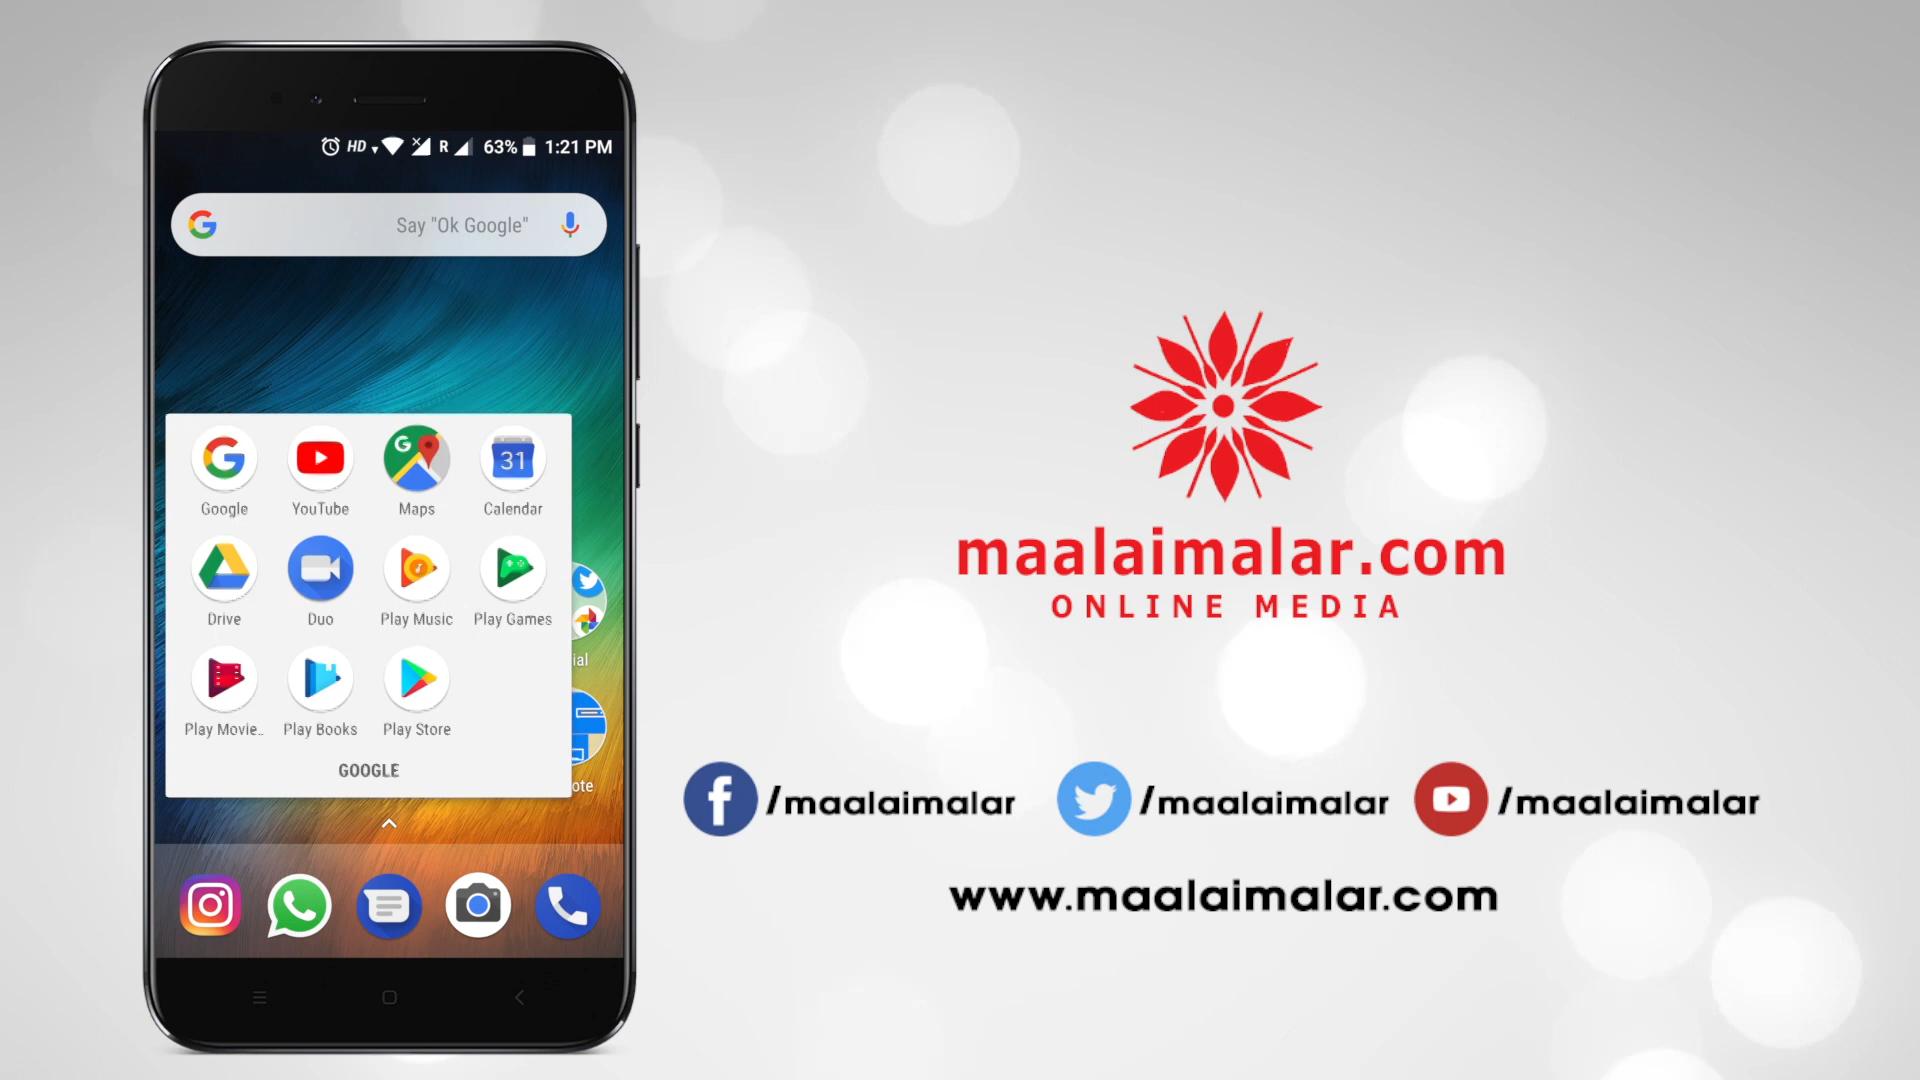 HD R 63% 1:21 PM
Say "Ok Google"
Google YouTube Maps Calendar
31
Drive Duo Play Music Play Games
ial
Play Movie.. Play Books Play Store
GOOGLE
ote
maalaimalar.com
ONLINE MEDIA
/maalaimalar /maalaimalar /maalaimalar
www.maalaimalar.com